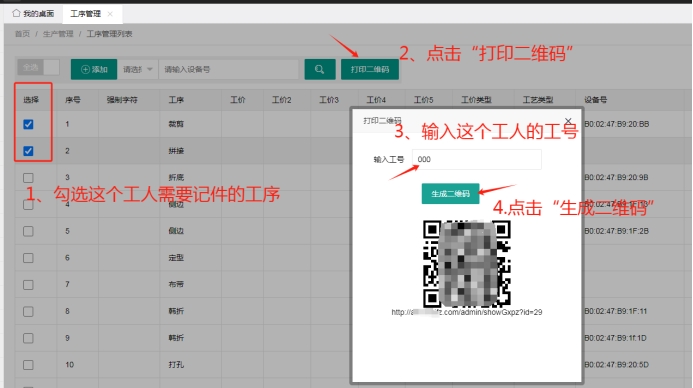 我的桌面 工序管理 ×
首页 / 生产管理 / 工序管理列表
2、点击“打印二维码”
全选 添加 请选 请输入设备号 打印二维码
选择 序号 强制字符 工序 工价 工价2 工价3 工价4 工价5 工价类型 工艺类型 设备号
打印二维码 ×
1 裁剪 B0:02:47:B9:20:BB
3、输入这个工人的工号
2 拼接
输入工号 000
3 折底 B0:02:47:B9:20:9B
1、勾选这个工人需要记件的工序
生成二维码
4.点击“生成二维码”
4 侧边
5 侧边 B0:02:47:B9:1F:2B
6 定型
7 布带
8 韩折 B0:02:47:B9:1F:11
.com/admin/showGxpz?id=29
9 韩折 B0:02:47:B9:1f:1D
10 打孔 B0:02:47:B9:20:5D